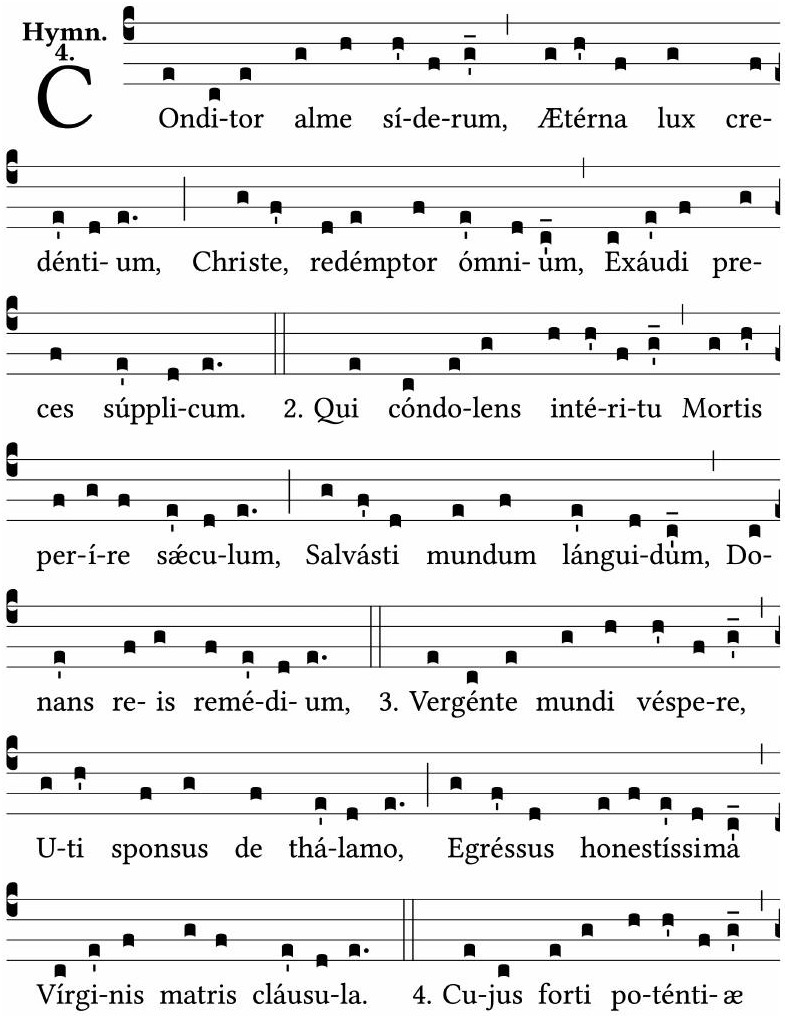 Hymn.
4.
COndi-tor alme sí-de-rum, Ætérna lux cre-
dénti-um, Christe, redémptor ómni-um, Exáudi pre-
ces súppli-cum. 2. Qui cóndo-lens inté-ri-tu Mortis
per-í-re sǽcu-lum, Salvásti mundum lángui-dum, Do-
nans re-is remé-di-um, 3. Vergénte mundi véspe-re,
U-ti sponsus de thá-lamo, Egréssus honestíssima
Vírgi-nis matris cláusu-la. 4. Cu-jus forti po-ténti-æ